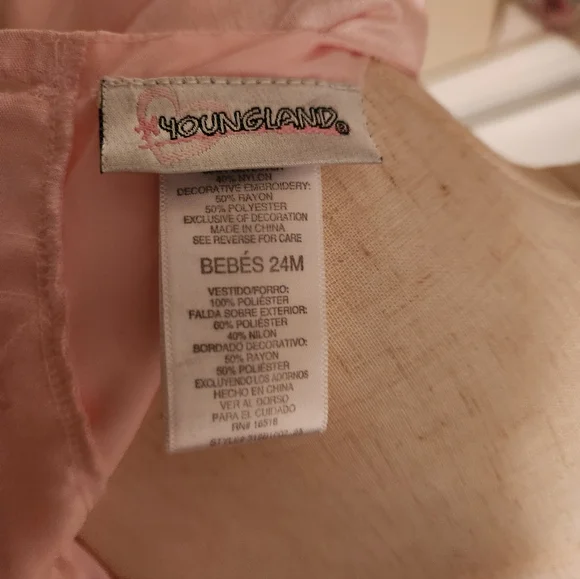 YOUNGLAND®
40% NYLON
DECORATIVE EMBROIDERY:
50% RAYON
50% POLYESTER
EXCLUSIVE OF DECORATION
MADE IN CHINA
SEE REVERSE FOR CARE
BEBÉS 24M
VESTIDO/FORRO:
100% POLIÉSTER
FALDA SOBRE EXTERIOR:
60% POLIÉSTER
40% NILON
BORDADO DECORATIVO:
50% RAYON
50% POLIÉSTER
EXCLUYENDO LOS ADORNOS
HECHO EN CHINA
VER AL DORSO
PARA EL CUIDADO
RN# 16518
STYLE#